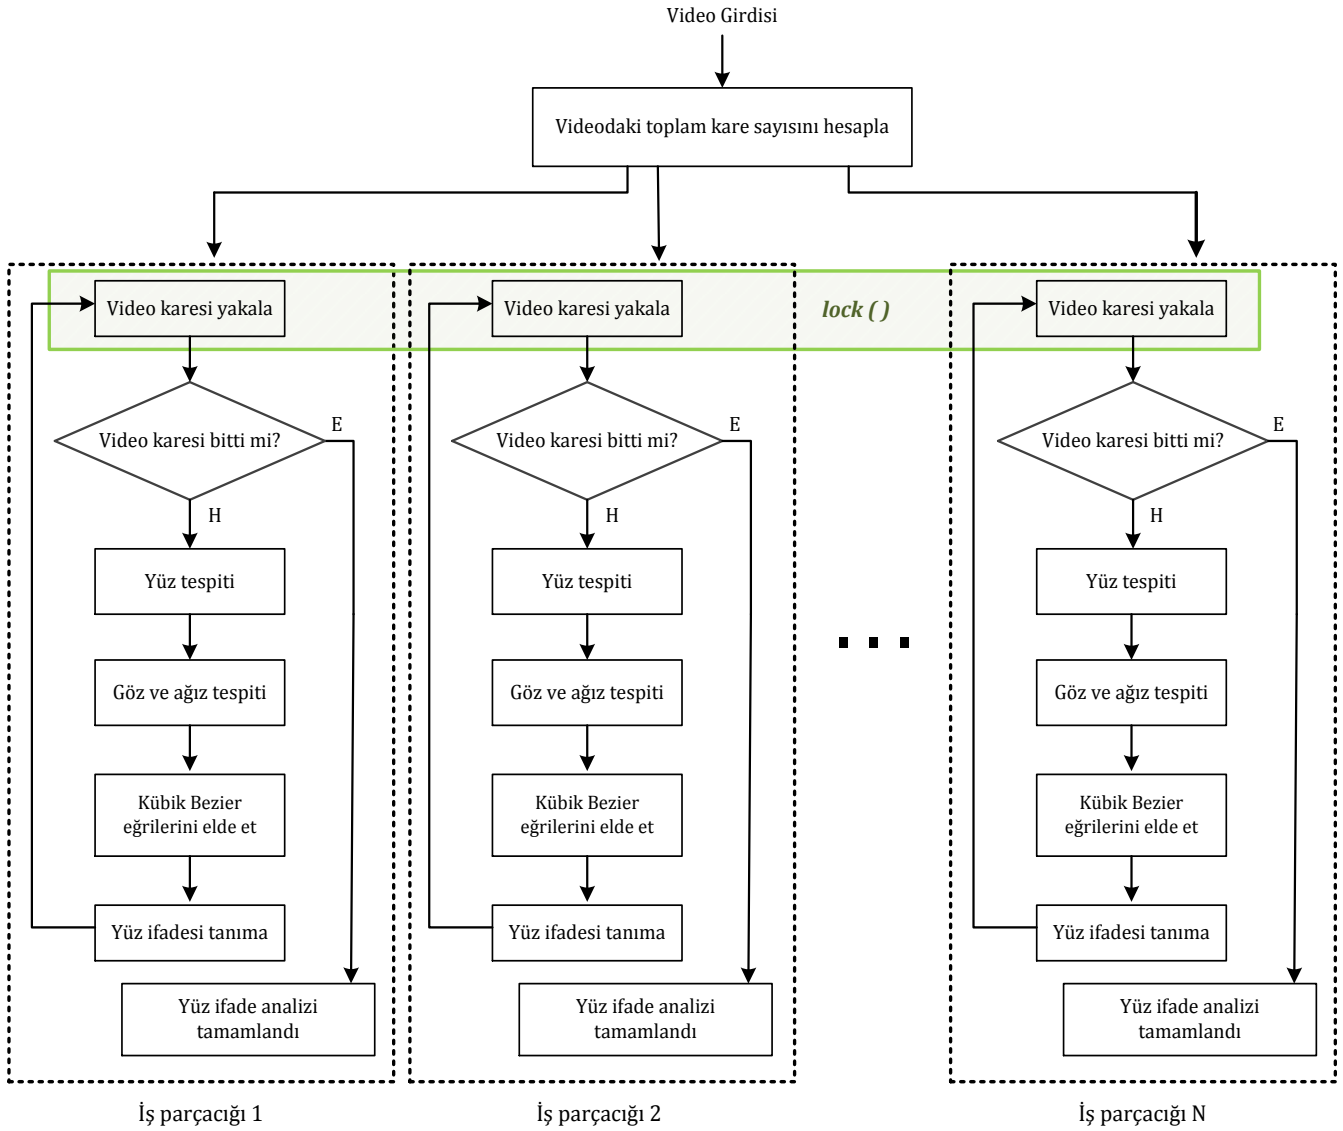 Video Girdisi
Videodaki toplam kare sayısını hesapla
Video karesi yakala
Video karesi bitti mi?
E
H
Yüz tespiti
Göz ve ağız tespiti
Kübik Bezier
eğrilerini elde et
Yüz ifadesi tanıma
Yüz ifade analizi
tamamlandı
İş parçacığı 1
Video karesi yakala
Video karesi bitti mi?
E
H
Yüz tespiti
Göz ve ağız tespiti
Kübik Bezier
eğrilerini elde et
Yüz ifadesi tanıma
Yüz ifade analizi
tamamlandı
İş parçacığı 2
lock ( )
...
Video karesi yakala
Video karesi bitti mi?
E
H
Yüz tespiti
Göz ve ağız tespiti
Kübik Bezier
eğrilerini elde et
Yüz ifadesi tanıma
Yüz ifade analizi
tamamlandı
İş parçacığı N